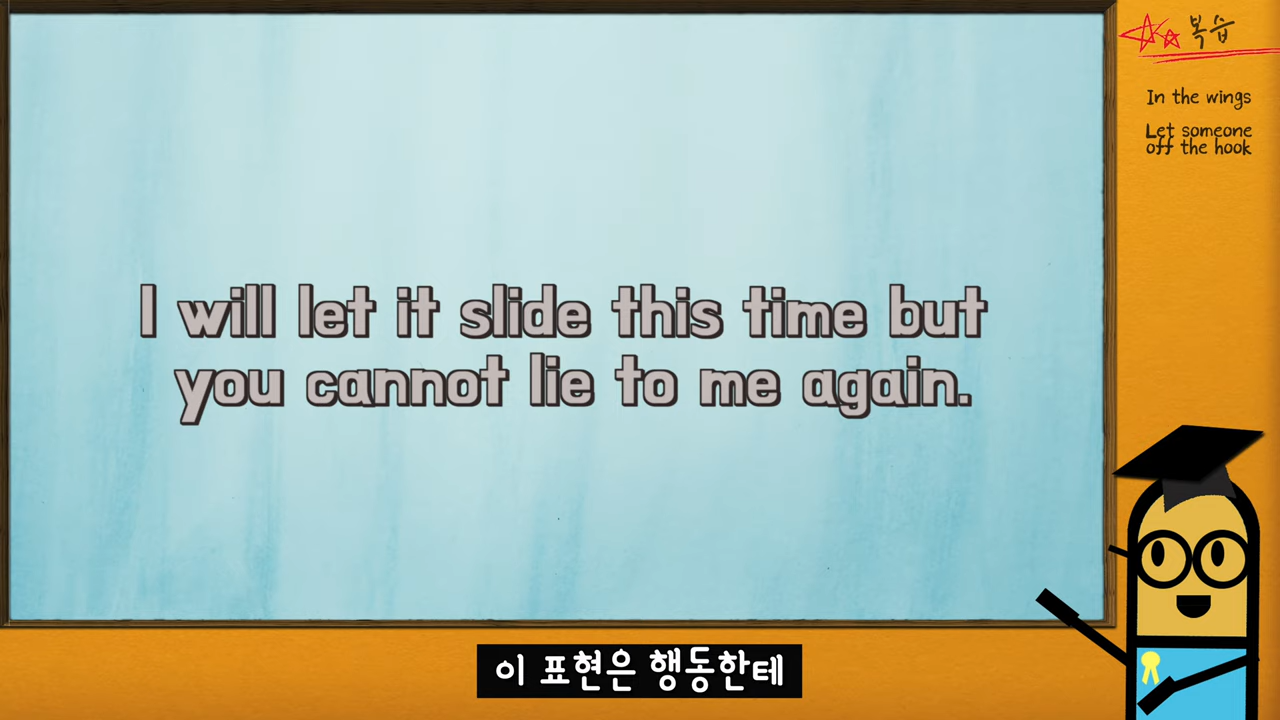 I will let it slide this time but
you cannot lie to me again.
복습
In the wings
Let someone
off the hook
이 표현은 행동한테